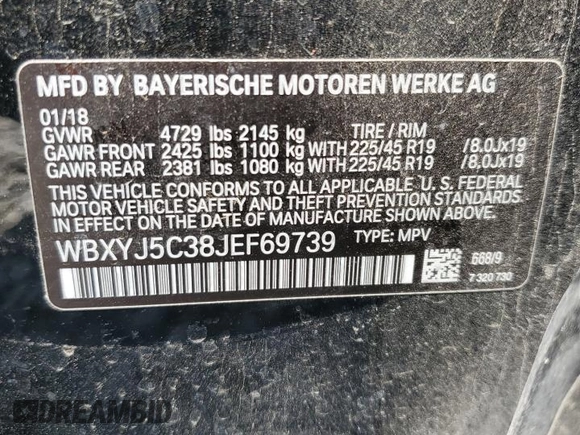 MFD BY BAYERISCHE MOTOREN WERKE AG
01/18
GVWR 4729 lbs 2145 kg TIRE / RIM
GAWR FRONT 2425 lbs 1100 kg WITH 225/45 R19 /8.0Jx19
GAWR REAR 2381 lbs 1080 kg WITH 225/45 R19 /8.0Jx19
THIS VEHICLE CONFORMS TO ALL APPLICABLE U. S. FEDERAL
MOTOR VEHICLE SAFETY AND THEFT PREVENTION STANDARDS
IN EFFECT ON THE DATE OF MANUFACTURE SHOWN ABOVE.
WBXYJ5C38JEF69739 TYPE: MPV
668/9
7 320 730
DREAMBID